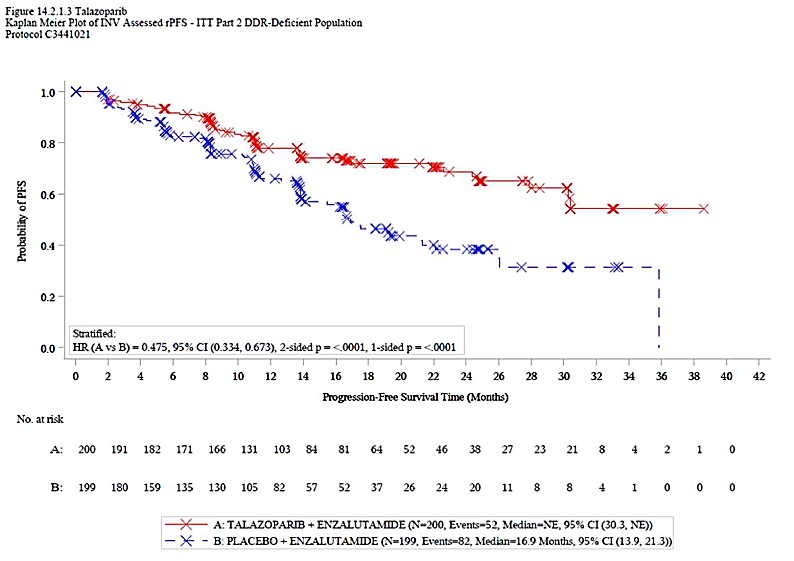 Figure 14.2.1.3 Talazoparib
Kaplan Meier Plot of INV Assessed rPFS - ITT Part 2 DDR-Deficient Population
Protocol C3441021
1.0
0.8
0.6
0.4
0.2
0.0
Probability of PFS
Stratified:
HR (A vs B) = 0.475, 95% CI (0.334, 0.673), 2-sided p = <.0001, 1-sided p = <.0001
0 2 4 6 8 10 12 14 16 18 20 22 24 26 28 30 32 34 36 38 40 42
Progression-Free Survival Time (Months)
No. at risk
A: 200 191 182 171 166 131 103 84 81 64 52 46 38 27 23 21 8 4 2 1 0
B: 199 180 159 135 130 105 82 57 52 37 26 24 20 11 8 8 4 1 0 0 0
A: TALAZOPARIB + ENZALUTAMIDE (N=200, Events=52, Median=NE, 95% CI (30.3, NE))
B: PLACEBO + ENZALUTAMIDE (N=199, Events=82, Median=16.9 Months, 95% CI (13.9, 21.3))